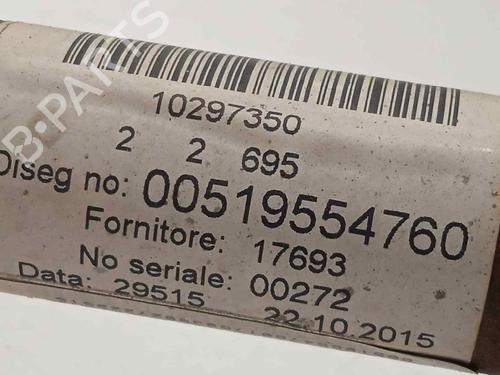 B-PARTS
10297350
2 2 695
Diseg no: 00519554760
Fornitore: 17693
No seriale: 00272
Data: 29515 22.10.2015